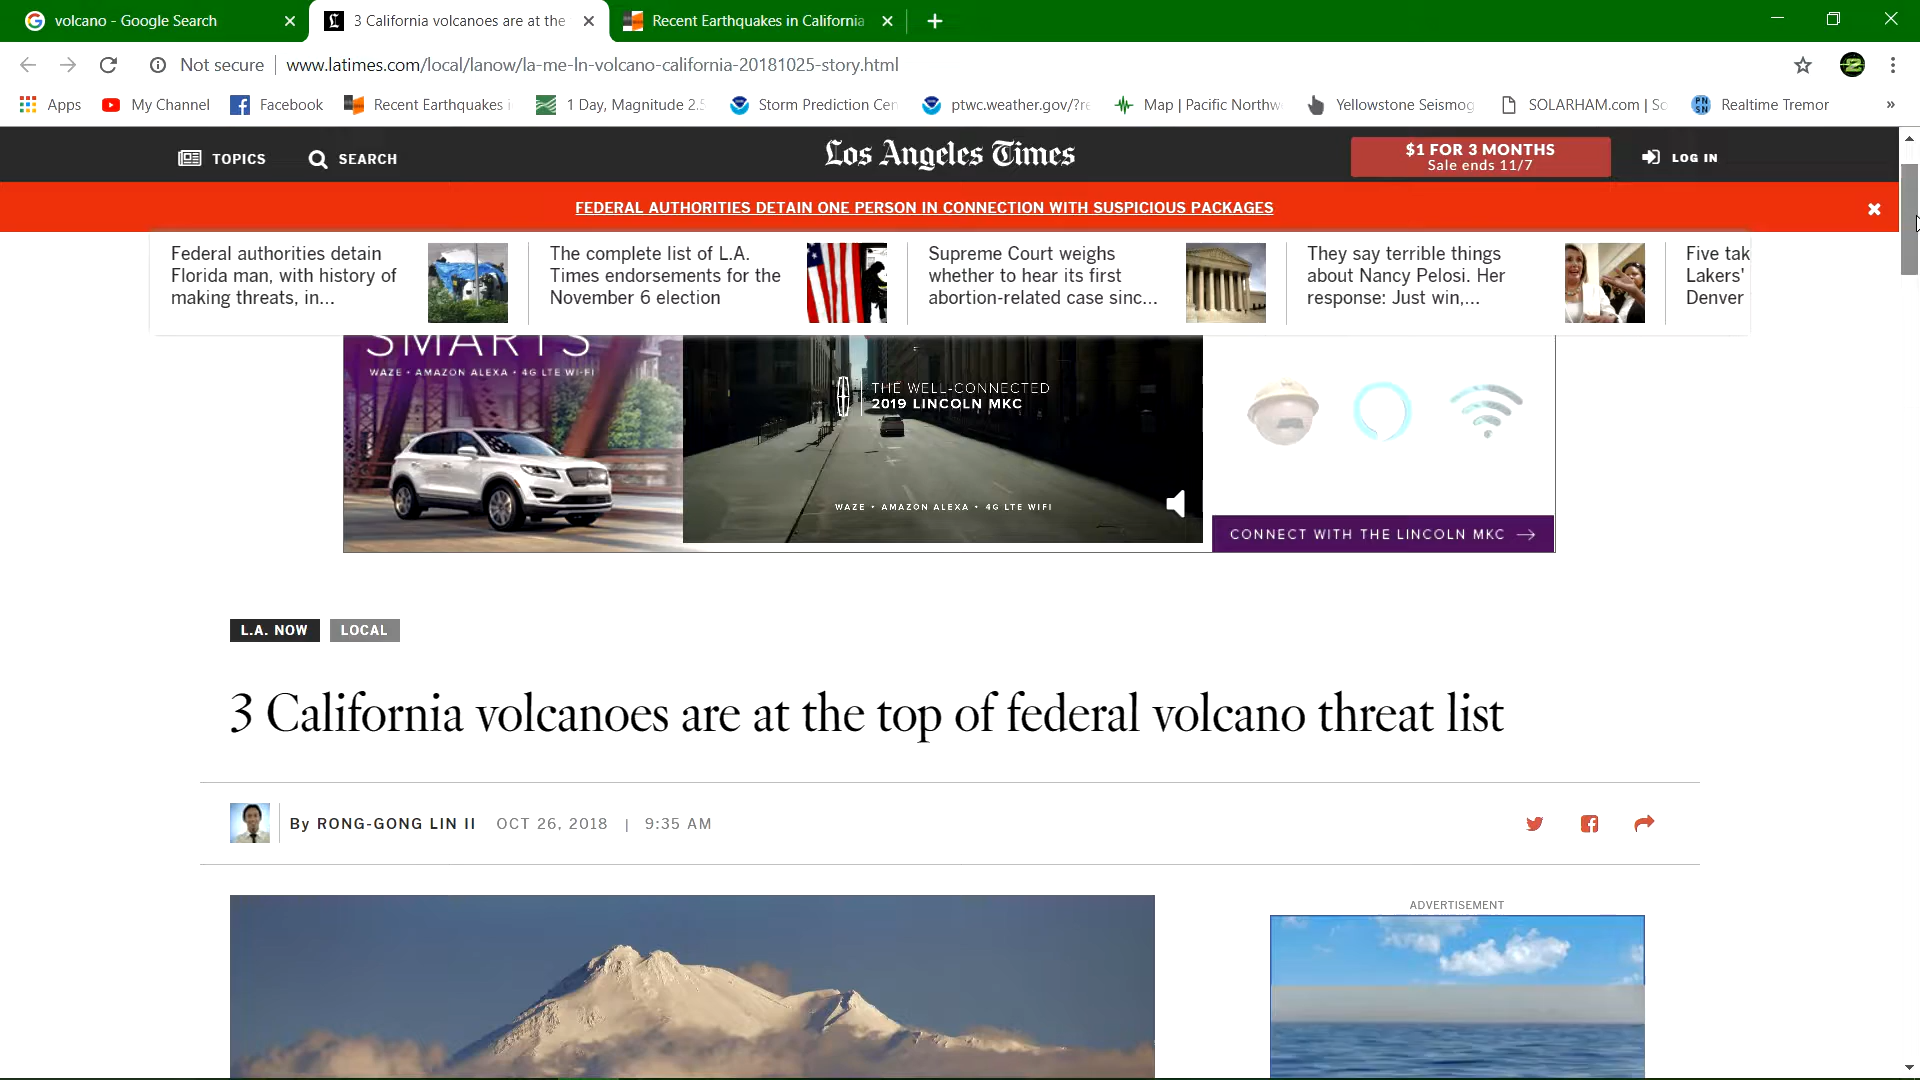 volcano - Google Search
3 California volcanoes are at the
Recent Earthquakes in California
Not secure
www.latimes.com/local/lanow/la-me-ln-volcano-california-20181025-story.html
Apps
My Channel
Facebook
Recent Earthquakes
1 Day, Magnitude 2.5
Storm Prediction Cen
ptwc.weather.gov/?re
Map | Pacific Northw
Yellowstone Seismog
SOLARHAM.com | So
PN
SN
Realtime Tremor
»
TOPICS
SEARCH
Los Angeles Times
$1 FOR 3 MONTHS
Sale ends 11/7
LOG IN
FEDERAL AUTHORITIES DETAIN ONE PERSON IN CONNECTION WITH SUSPICIOUS PACKAGES
Federal authorities detain
Florida man, with history of
making threats, in...
The complete list of L.A.
Times endorsements for the
November 6 election
Supreme Court weighs
whether to hear its first
abortion-related case sinc...
They say terrible things
about Nancy Pelosi. Her
response: Just win,...
Five tak
Lakers'
Denver
SMARTS
WAZE • AMAZON ALEXA • 4G LTE WI-FI
THE WELL-CONNECTED
2019 LINCOLN MKC
WAZE • AMAZON ALEXA • 4G LTE WIFI
CONNECT WITH THE LINCOLN MKC
L.A. NOW
LOCAL
3 California volcanoes are at the top of federal volcano threat list
By RONG-GONG LIN II
OCT 26, 2018 | 9:35 AM
ADVERTISEMENT